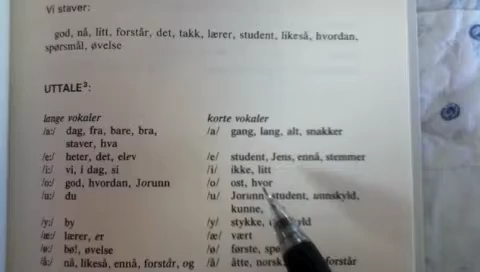 Vi staver:
god, nå, litt, forstår, det, takk, lærer, student, likeså, hvordan,
spørsmål, øvelse
UTTALE³:
lange vokaler korte vokaler
/a:/ dag, fra, bare, bra, /a/ gang, lang, alt, snakker
staver, hva
/e:/ heter, det, elev /e/ student, Jens, ennå, stemmer
/i:/ vi, i dag, si /i/ ikke, litt
/o:/ god, hvordan, Jorunn /o/ ost, hvor
/u:/ du /u/ Jorunn, student, unnskyld,
kunne,
/y:/ by /y/ stykke,
/æ:/ lærer, er /æ/ vært
/ø:/ bø!, øvelse /ø/ første,
/å:/ nå, likeså, ennå, forstår, og /å/ åtte, forstår